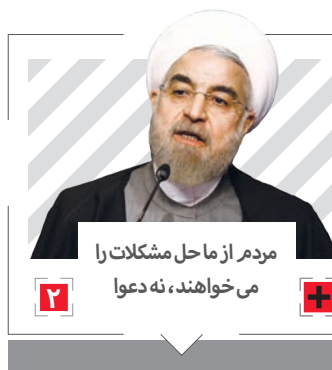 مردم از ما حل مشکلات را
می‌خواهند، نه دعوا
۲